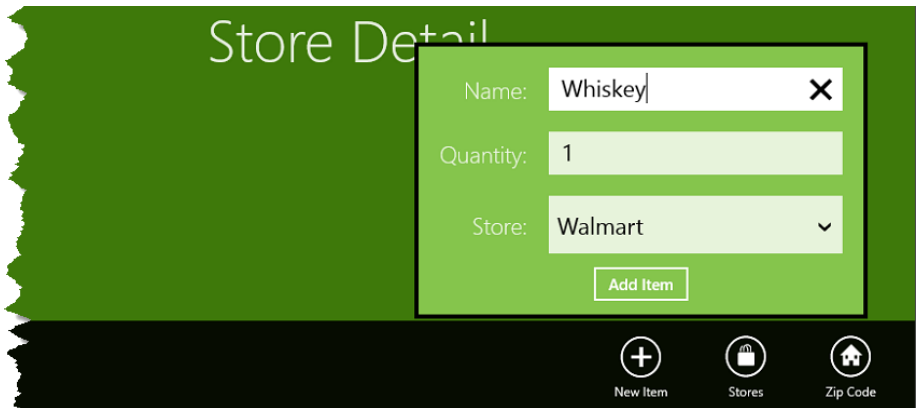 Store Detail
Name: Whiskey
Quantity: 1
Store: Walmart
Add Item
New Item Stores Zip Code